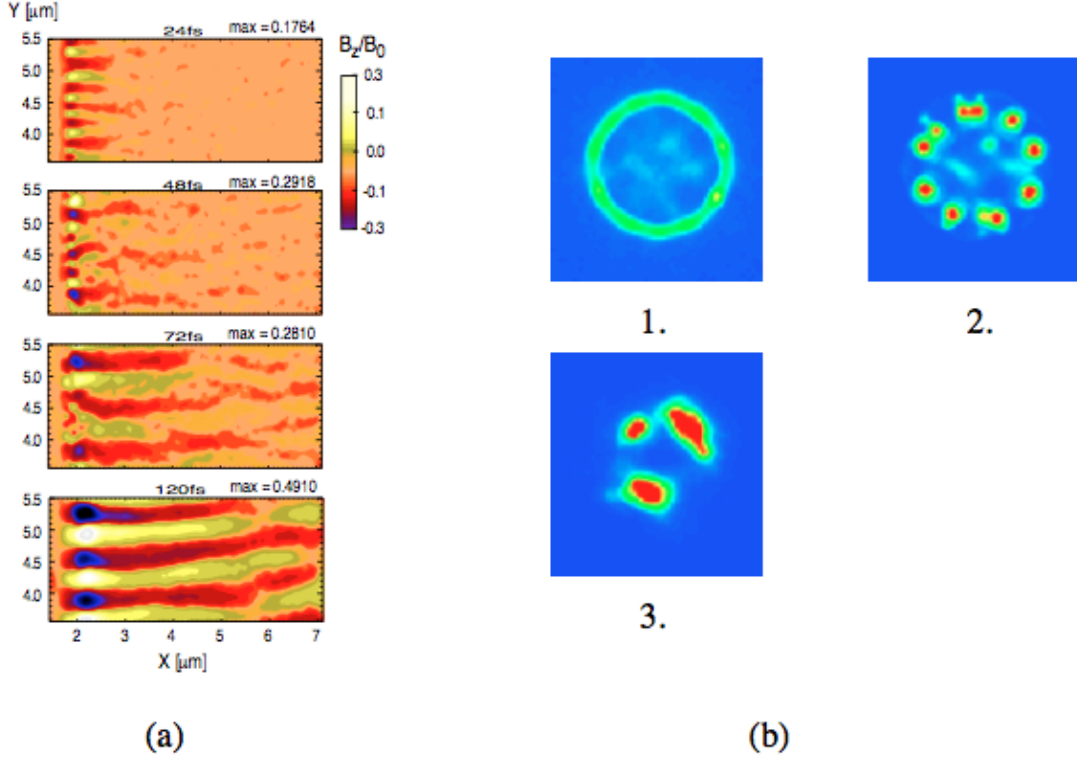 Y [μm]
24fs max = 0.1764
5.5
5.0
4.5
4.0
B_z/B_0
0.3
0.1
0.0
-0.1
-0.3
48fs max = 0.2918
5.5
5.0
4.5
4.0
72fs max = 0.2810
5.5
5.0
4.5
4.0
120fs max = 0.4910
5.5
5.0
4.5
4.0
2 3 4 5 6 7
X [μm]
(a)
1. 2.
3.
(b)